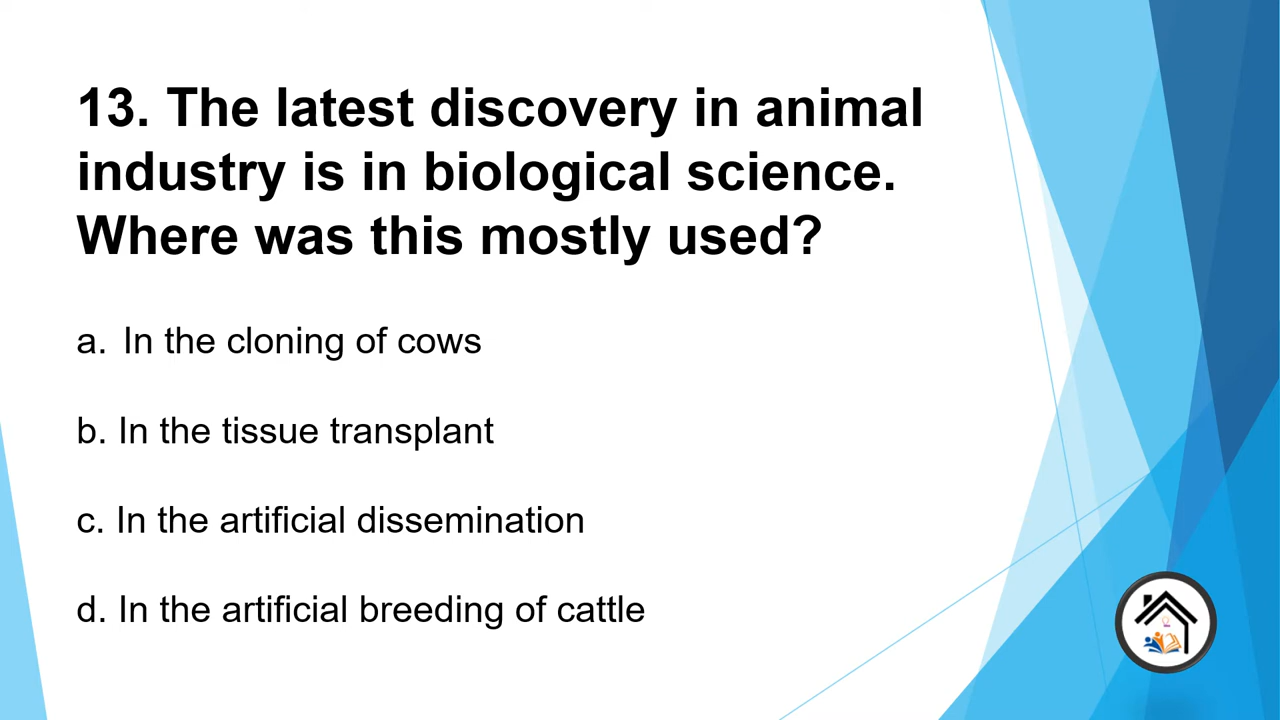 13. The latest discovery in animal
industry is in biological science.
Where was this mostly used?
a. In the cloning of cows
b. In the tissue transplant
c. In the artificial dissemination
d. In the artificial breeding of cattle